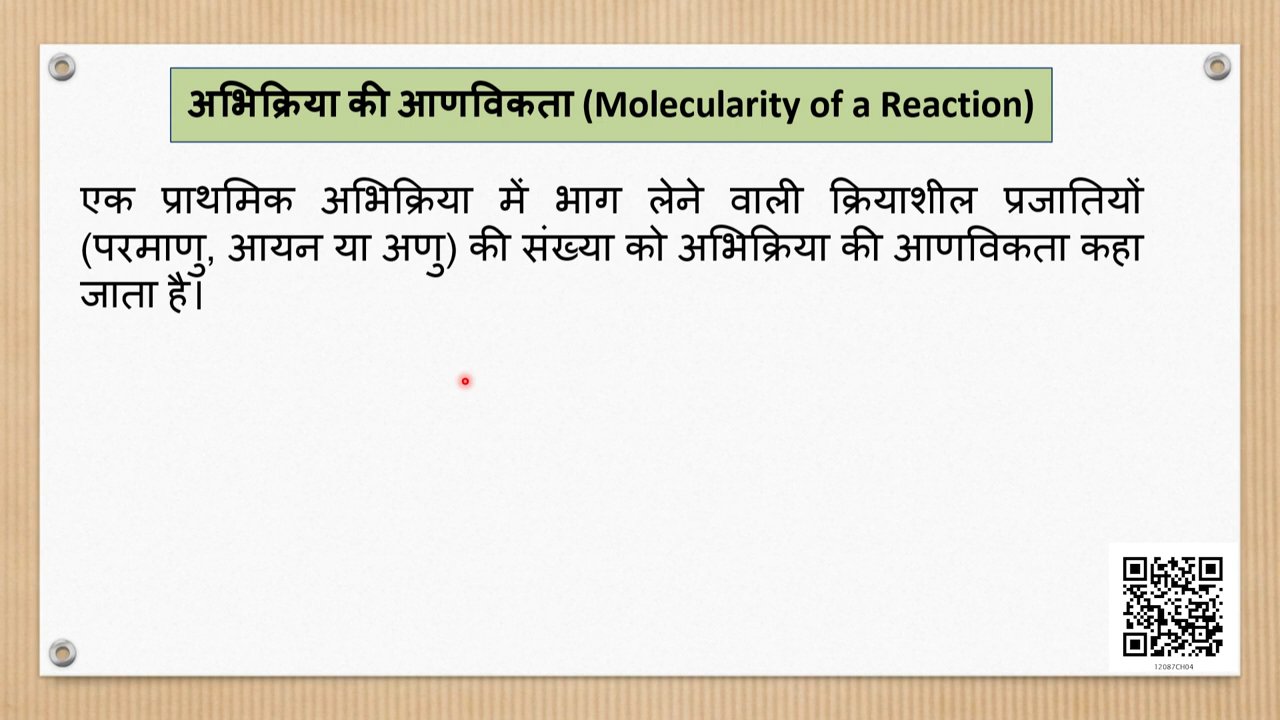 अभिक्रिया की आणविकता (Molecularity of a Reaction)
एक प्राथमिक अभिक्रिया में भाग लेने वाली क्रियाशील प्रजातियों
(परमाणु, आयन या अणु) की संख्या को अभिक्रिया की आणविकता कहा
जाता है।
12087CH04